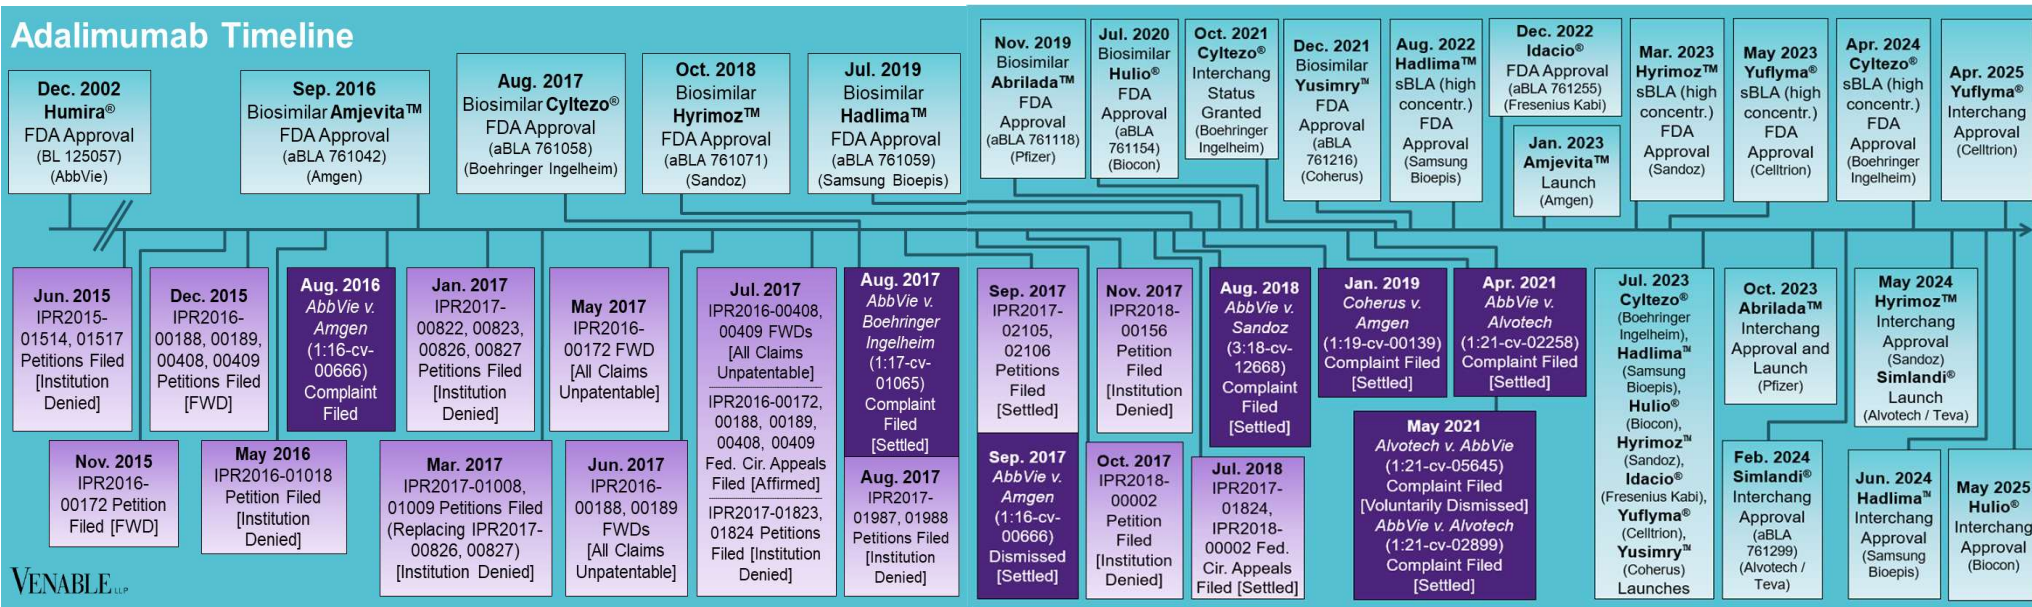 Adalimumab Timeline
Dec. 2002
Humira®
FDA Approval
(BL 125057)
(AbbVie)
Sep. 2016
Biosimilar Amjevita™
FDA Approval
(aBLA 761042)
(Amgen)
Aug. 2017
Biosimilar Cyltezo®
FDA Approval
(aBLA 761058)
(Boehringer Ingelheim)
Oct. 2018
Biosimilar
Hyrimoz™
FDA Approval
(aBLA 761071)
(Sandoz)
Jul. 2019
Biosimilar
Hadlima™
FDA Approval
(aBLA 761059)
(Samsung Bioepis)
Nov. 2019
Biosimilar
Abrilada™
FDA
Approval
(aBLA 761118)
(Pfizer)
Jul. 2020
Biosimilar
Hulio®
FDA
Approval
(aBLA
761154)
(Biocon)
Oct. 2021
Cyltezo®
Interchang
Status
Granted
(Boehringer
Ingelheim)
Dec. 2021
Biosimilar
Yusimry™
FDA
Approval
(aBLA
761216)
(Coherus)
Aug. 2022
Hadlima™
sBLA (high
concentr.)
FDA
Approval
(Samsung
Bioepis)
Dec. 2022
Idacio®
FDA Approval
(aBLA 761255)
(Fresenius Kabi)
Jan. 2023
Amjevita™
Launch
(Amgen)
Mar. 2023
Hyrimoz™
sBLA (high
concentr.)
FDA
Approval
(Sandoz)
May 2023
Yuflyma®
sBLA (high
concentr.)
FDA
Approval
(Celltrion)
Apr. 2024
Cyltezo®
sBLA (high
concentr.)
FDA
Approval
(Boehringer
Ingelheim)
Apr. 2025
Yuflyma®
Interchang
Approval
(Celltrion)
Jun. 2015
IPR2015-
01514, 01517
Petitions Filed
[Institution
Denied]
Nov. 2015
IPR2016-
00172 Petition
Filed [FWD]
Dec. 2015
IPR2016-
00188, 00189,
00408, 00409
Petitions Filed
[FWD]
May 2016
IPR2016-01018
Petition Filed
[Institution
Denied]
Aug. 2016
AbbVie v.
Amgen
(1:16-cv-
00666)
Complaint
Filed
Jan. 2017
IPR2017-
00822, 00823,
00826, 00827
Petitions Filed
[Institution
Denied]
Mar. 2017
IPR2017-01008,
01009 Petitions Filed
(Replacing IPR2017-
00826, 00827)
[Institution Denied]
May 2017
IPR2016-
00172 FWD
[All Claims
Unpatentable]
Jun. 2017
IPR2016-
00188, 00189
FWDs
[All Claims
Unpatentable]
Jul. 2017
IPR2016-00408,
00409 FWDs
[All Claims
Unpatentable]
IPR2016-00172,
00188, 00189,
00408, 00409
Fed. Cir. Appeals
Filed [Affirmed]
IPR2017-01823,
01824 Petitions
Filed [Institution
Denied]
Aug. 2017
AbbVie v.
Boehringer
Ingelheim
(1:17-cv-
01065)
Complaint
Filed
[Settled]
Aug. 2017
IPR2017-
01987, 01988
Petitions Filed
[Institution
Denied]
Sep. 2017
IPR2017-
02105,
02106
Petitions
Filed
[Settled]
Sep. 2017
AbbVie v.
Amgen
(1:16-cv-
00666)
Dismissed
[Settled]
Oct. 2017
IPR2018-
00002
Petition
Filed
[Institution
Denied]
Nov. 2017
IPR2018-
00156
Petition
Filed
[Institution
Denied]
Jul. 2018
IPR2017-
01824,
IPR2018-
00002 Fed.
Cir. Appeals
Filed [Settled]
Aug. 2018
AbbVie v.
Sandoz
(3:18-cv-
12668)
Complaint
Filed
[Settled]
Jan. 2019
Coherus v.
Amgen
(1:19-cv-00139)
Complaint Filed
[Settled]
Apr. 2021
AbbVie v.
Alvotech
(1:21-cv-02258)
Complaint Filed
[Settled]
May 2021
Alvotech v. AbbVie
(1:21-cv-05645)
Complaint Filed
[Voluntarily Dismissed]
AbbVie v. Alvotech
(1:21-cv-02899)
Complaint Filed
[Settled]
Jul. 2023
Cyltezo®
(Boehringer
Ingelheim),
Hadlima™
(Samsung
Bioepis),
Hulio®
(Biocon),
Hyrimoz™
(Sandoz),
Idacio®
(Fresenius Kabi),
Yuflyma®
(Celltrion),
Yusimry™
(Coherus)
Launches
Oct. 2023
Abrilada™
Interchang
Approval and
Launch
(Pfizer)
Feb. 2024
Simlandi®
Interchang
Approval
(aBLA
761299)
(Alvotech /
Teva)
May 2024
Hyrimoz™
Interchang
Approval
(Sandoz)
Simlandi®
Launch
(Alvotech / Teva)
Jun. 2024
Hadlima™
Interchang
Approval
(Samsung
Bioepis)
May 2025
Hulio®
Interchang
Approval
(Biocon)
VENABLE LLP